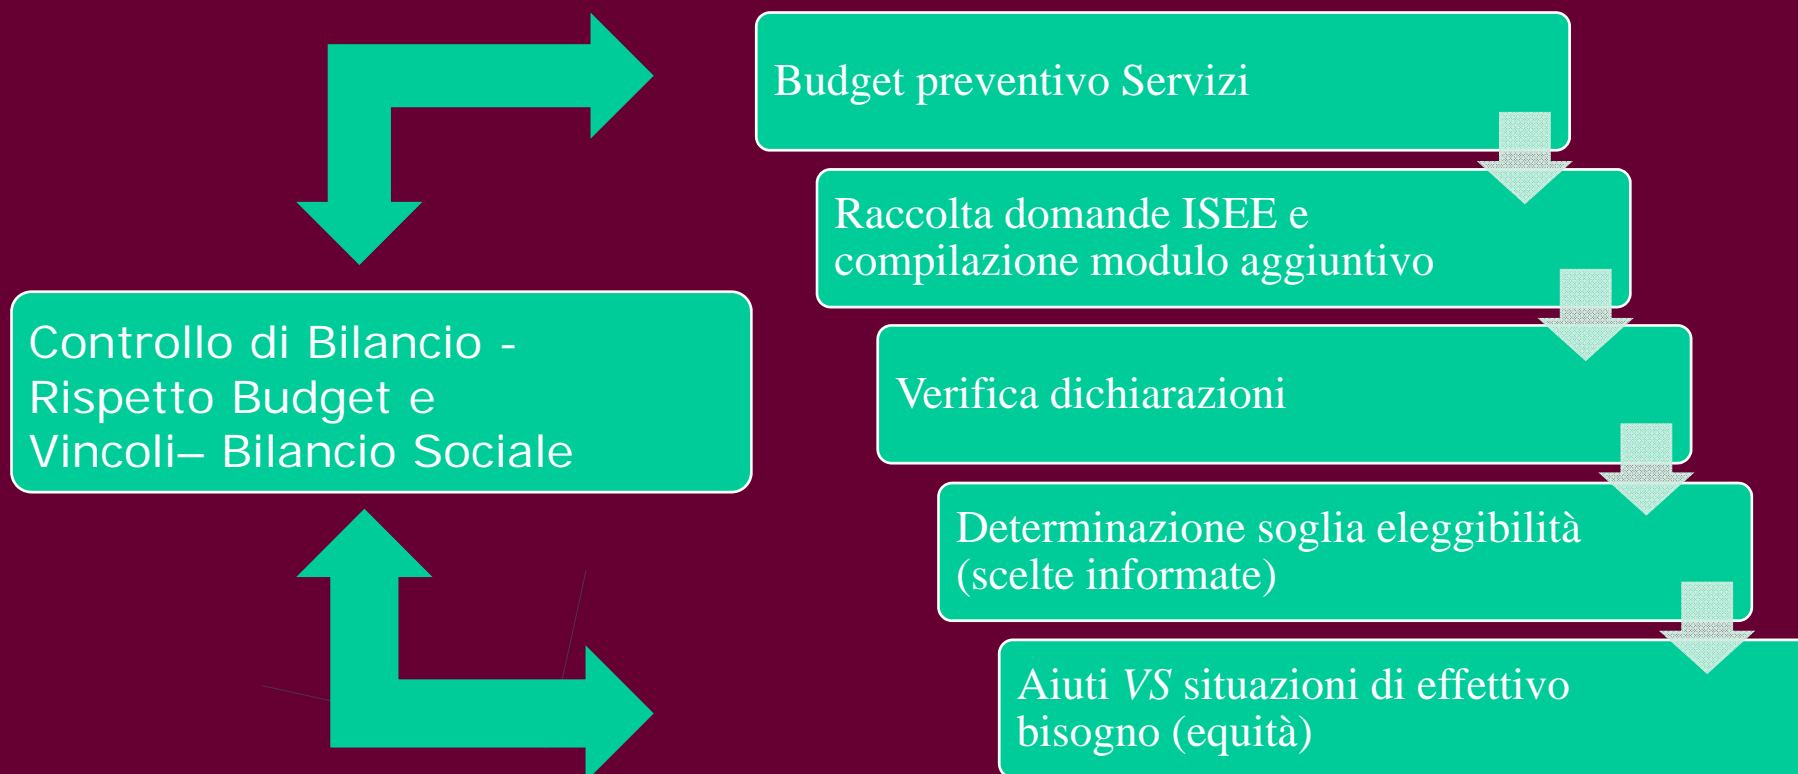 Budget preventivo Servizi
Raccolta domande ISEE e
compilazione modulo aggiuntivo
Controllo di Bilancio -
Rispetto Budget e
Vincoli– Bilancio Sociale
Verifica dichiarazioni
Determinazione soglia eleggibilità
(scelte informate)
Aiuti VS situazioni di effettivo
bisogno (equità)